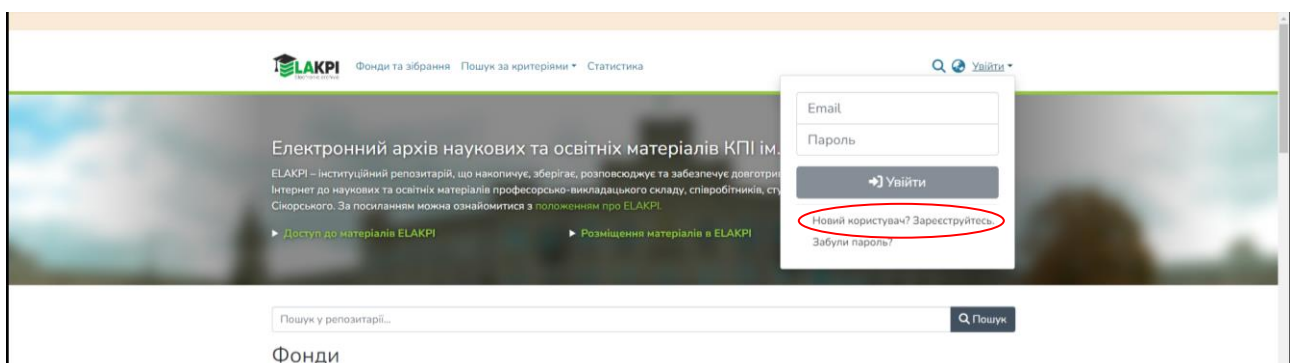 ELAKPI
Фонди та зібрання Пошук за критеріями Статистика Увійти
Email
Пароль
Увійти
Новий користувач? Зареєструйтесь.
Забули пароль?
Електронний архів наукових та освітніх матеріалів КПІ ім.
ELAKPI – інституційний репозитарій, що накопичує, зберігає, розповсюджує та забезпечує довготри
Інтернет до наукових та освітніх матеріалів професорсько-викладацького складу, співробітників, сту
Сікорського. За посиланням можна ознайомитися з положенням про ELAKPI.
Доступ до матеріалів ELAKPI Розміщення матеріалів в ELAKPI
Пошук у репозитарії... Пошук
Фонди